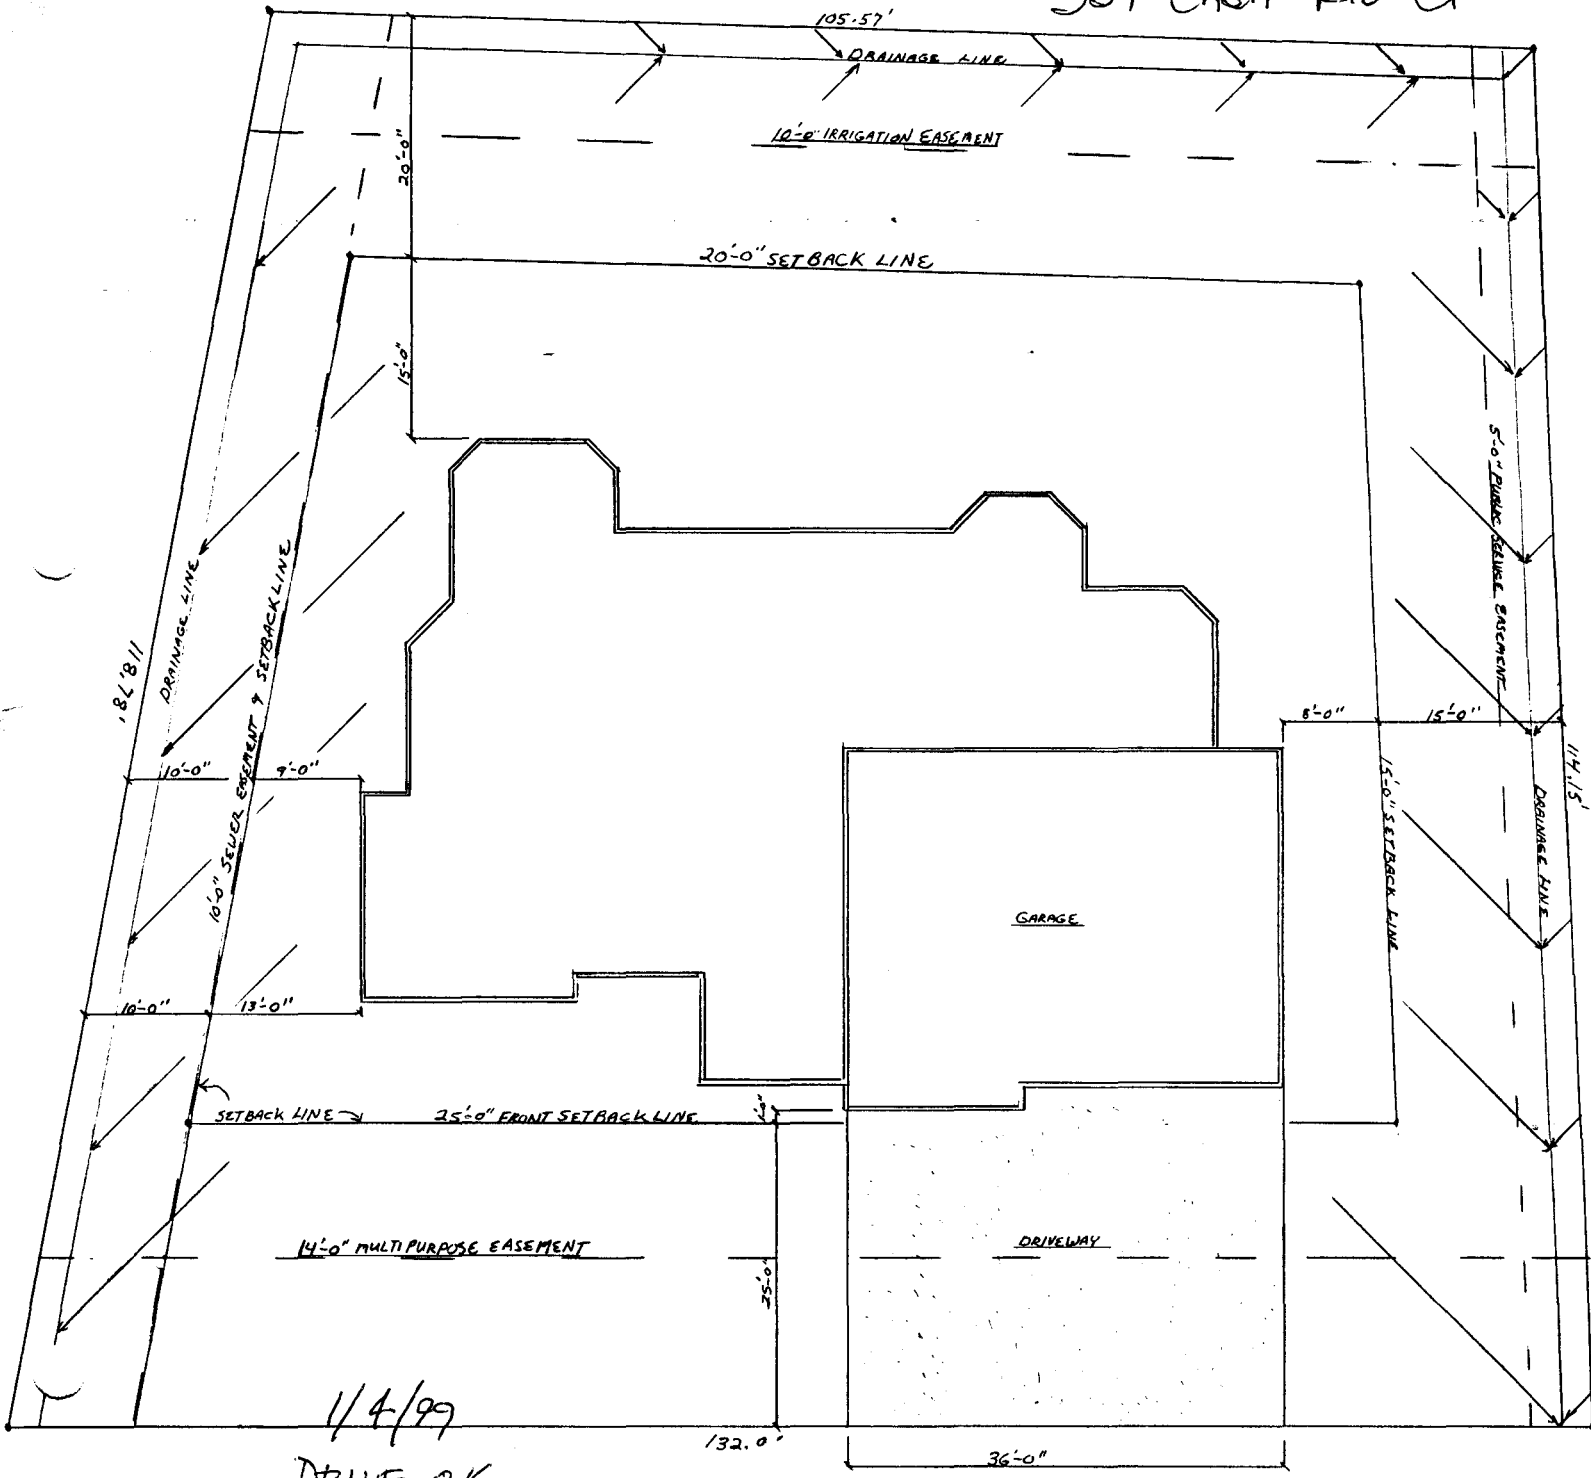 105.57'
DRAINAGE LINE
10'-0" IRRIGATION EASEMENT
20'-0"
20'-0" SETBACK LINE
15'-0"
5'-0" PUBLIC SERVICE EASEMENT
DRAINAGE LINE
118.78'
10'-0" SEWER EASEMENT & SETBACK LINE
8'-0"
15'-0"
10'-0"
9'-0"
114.15'
15'-0" SETBACK LINE
DRAINAGE LINE
GARAGE
10'-0"
13'-0"
SETBACK LINE
25'-0" FRONT SETBACK LINE
1'-0"
14'-0" MULTIPURPOSE EASEMENT
DRIVEWAY
25'-0"
1/4/99
132.0'
36'-0"